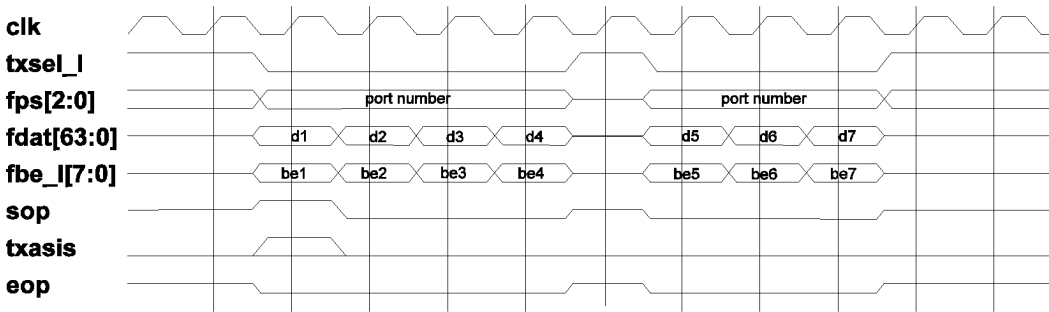 clk
txsel_l
fps[2:0] port number port number
fdat[63:0] d1 d2 d3 d4 d5 d6 d7
fbe_l[7:0] be1 be2 be3 be4 be5 be6 be7
sop
txasis
eop